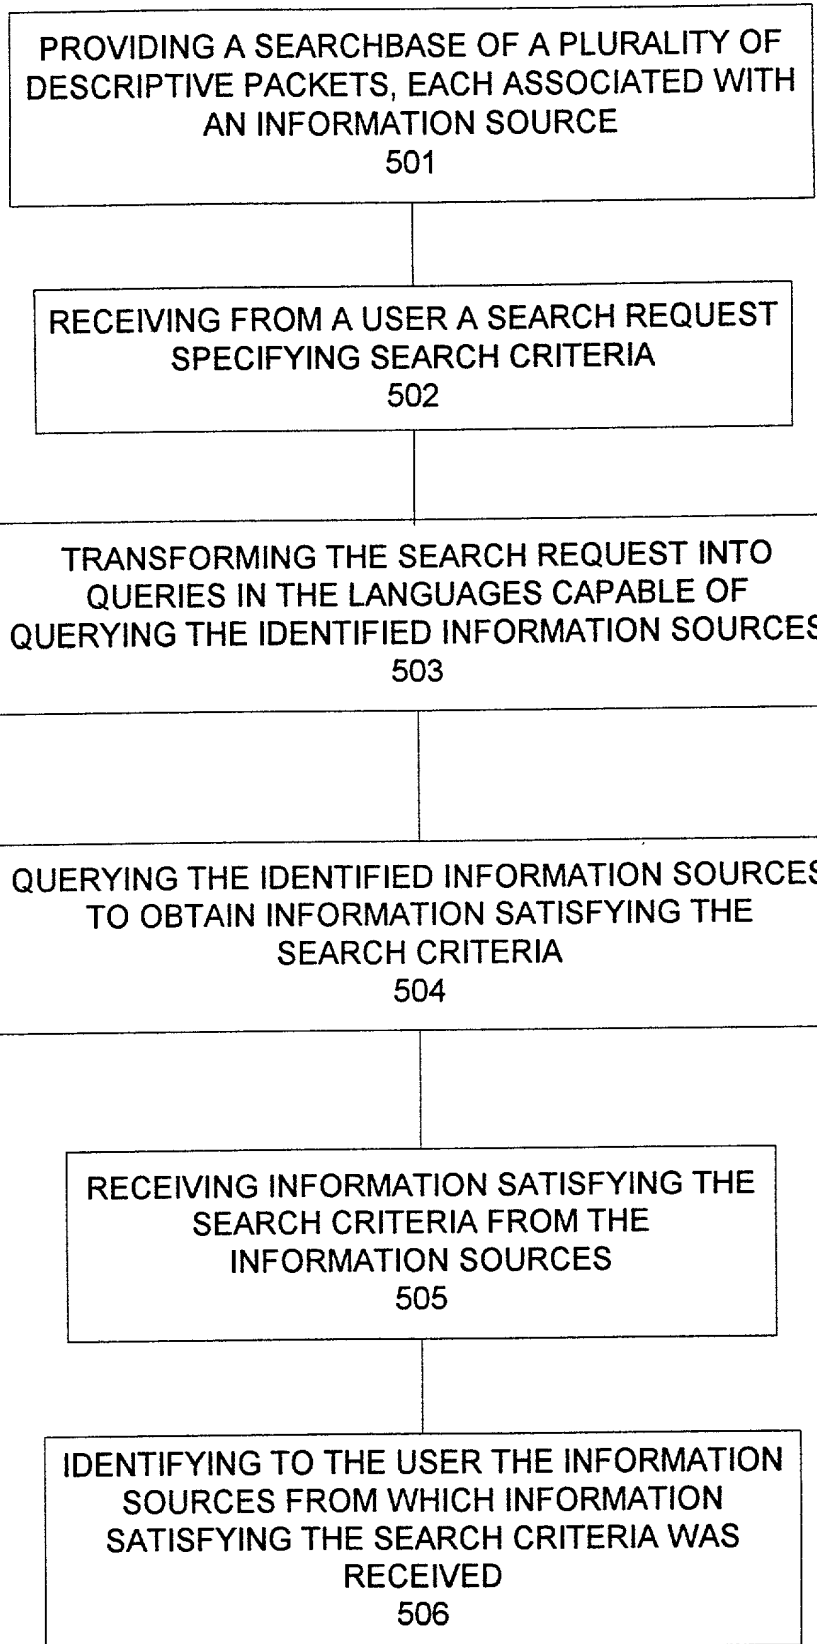 PROVIDING A SEARCHBASE OF A PLURALITY OF
DESCRIPTIVE PACKETS, EACH ASSOCIATED WITH
AN INFORMATION SOURCE
501
RECEIVING FROM A USER A SEARCH REQUEST
SPECIFYING SEARCH CRITERIA
502
TRANSFORMING THE SEARCH REQUEST INTO
QUERIES IN THE LANGUAGES CAPABLE OF
QUERYING THE IDENTIFIED INFORMATION SOURCES
503
QUERYING THE IDENTIFIED INFORMATION SOURCES
TO OBTAIN INFORMATION SATISFYING THE
SEARCH CRITERIA
504
RECEIVING INFORMATION SATISFYING THE
SEARCH CRITERIA FROM THE
INFORMATION SOURCES
505
IDENTIFYING TO THE USER THE INFORMATION
SOURCES FROM WHICH INFORMATION
SATISFYING THE SEARCH CRITERIA WAS
RECEIVED
506